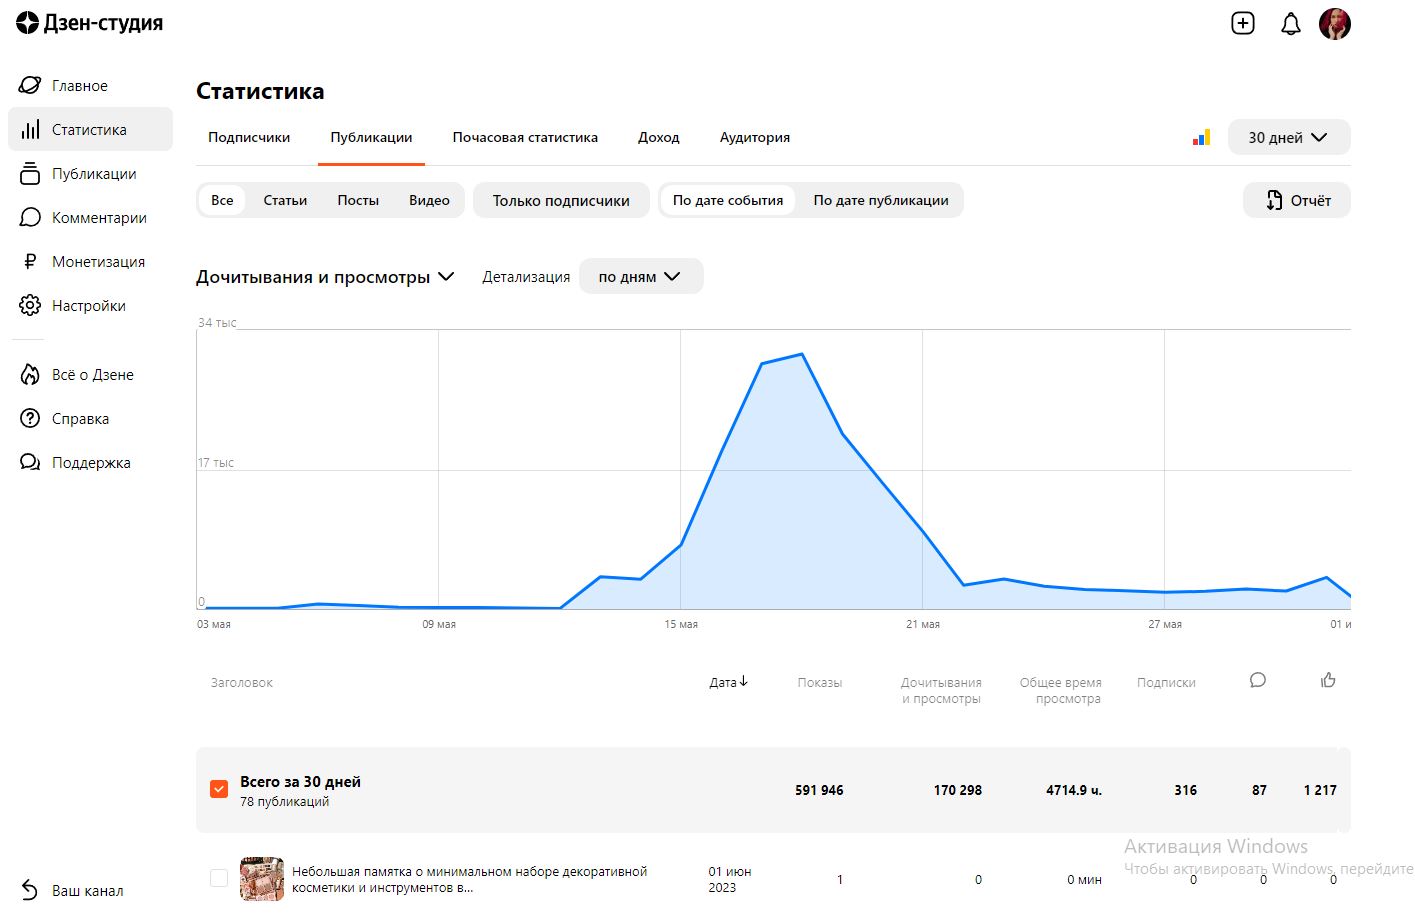 Дзен-студия
Главное
Статистика
Публикации
Комментарии
Монетизация
Настройки
Всё о Дзене
Справка
Поддержка
Ваш канал
Статистика
Подписчики Публикации Почасовая статистика Доход Аудитория 30 дней
Все Статьи Посты Видео Только подписчики По дате события По дате публикации Отчёт
Дочитывания и просмотры Детализация по дням
34 тыс
17 тыс
0
03 мая 09 мая 15 мая 21 мая 27 мая 01 и
Заголовок Дата Показы Дочитывания и просмотры Общее время просмотра Подписки
Всего за 30 дней 591 946 170 298 4714.9 ч. 316 87 1 217
78 публикаций
Активация Windows
Чтобы активировать Windows, перейдите
Небольшая памятка о минимальном наборе декоративной
косметики и инструментов в...
01 июн
2023
1 0 0 мин 0 0 0